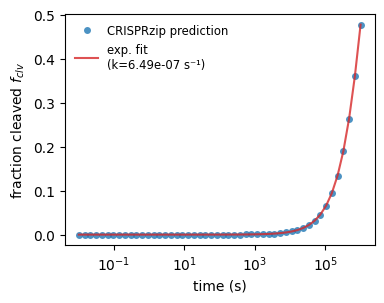 0.5
0.4
0.3
0.2
0.1
0.0
fraction cleaved f_clv
CRISPRzip prediction
exp. fit
(k=6.49e-07 s⁻¹)
10⁻¹ 10¹ 10³ 10⁵
time (s)